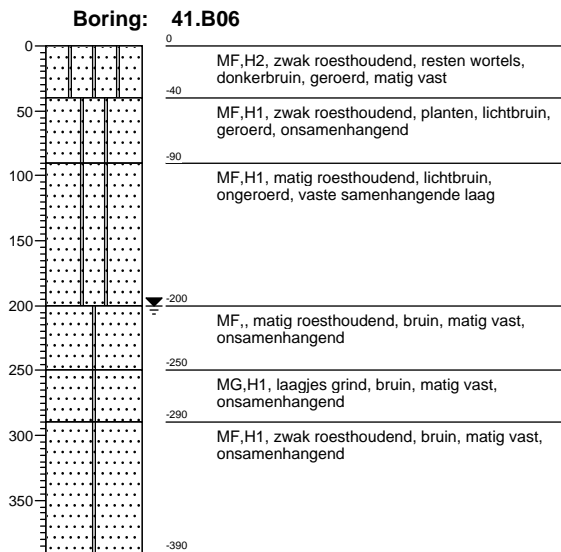 Boring: 41.B06
0
0
MF,H2, zwak roesthoudend, resten wortels,
donkerbruin, geroerd, matig vast
-40
50
MF,H1, zwak roesthoudend, planten, lichtbruin,
geroerd, onsamenhangend
-90
100
MF,H1, matig roesthoudend, lichtbruin,
ongeroerd, vaste samenhangende laag
150
200
-200
MF,, matig roesthoudend, bruin, matig vast,
onsamenhangend
250
-250
MG,H1, laagjes grind, bruin, matig vast,
onsamenhangend
-290
300
MF,H1, zwak roesthoudend, bruin, matig vast,
onsamenhangend
350
-390